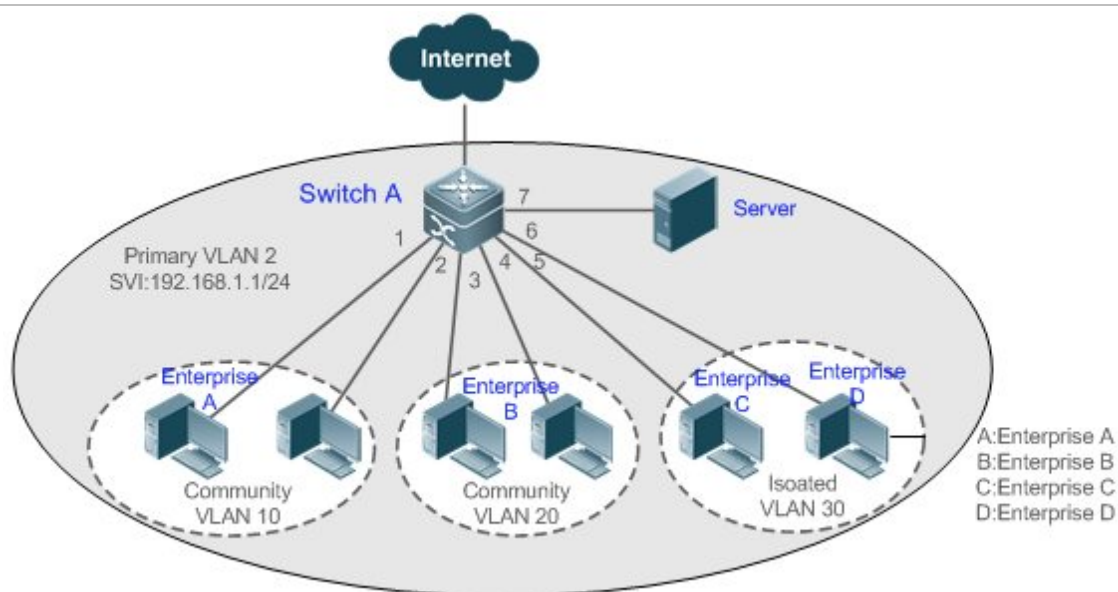 Internet
Switch A
7
Server
1
2
3
4
5
6
Primary VLAN 2
SVI:192.168.1.1/24
Enterprise
A
Community
VLAN 10
Enterprise
B
Community
VLAN 20
Enterprise
C
Enterprise
D
Isoated
VLAN 30
A:Enterprise A
B:Enterprise B
C:Enterprise C
D:Enterprise D